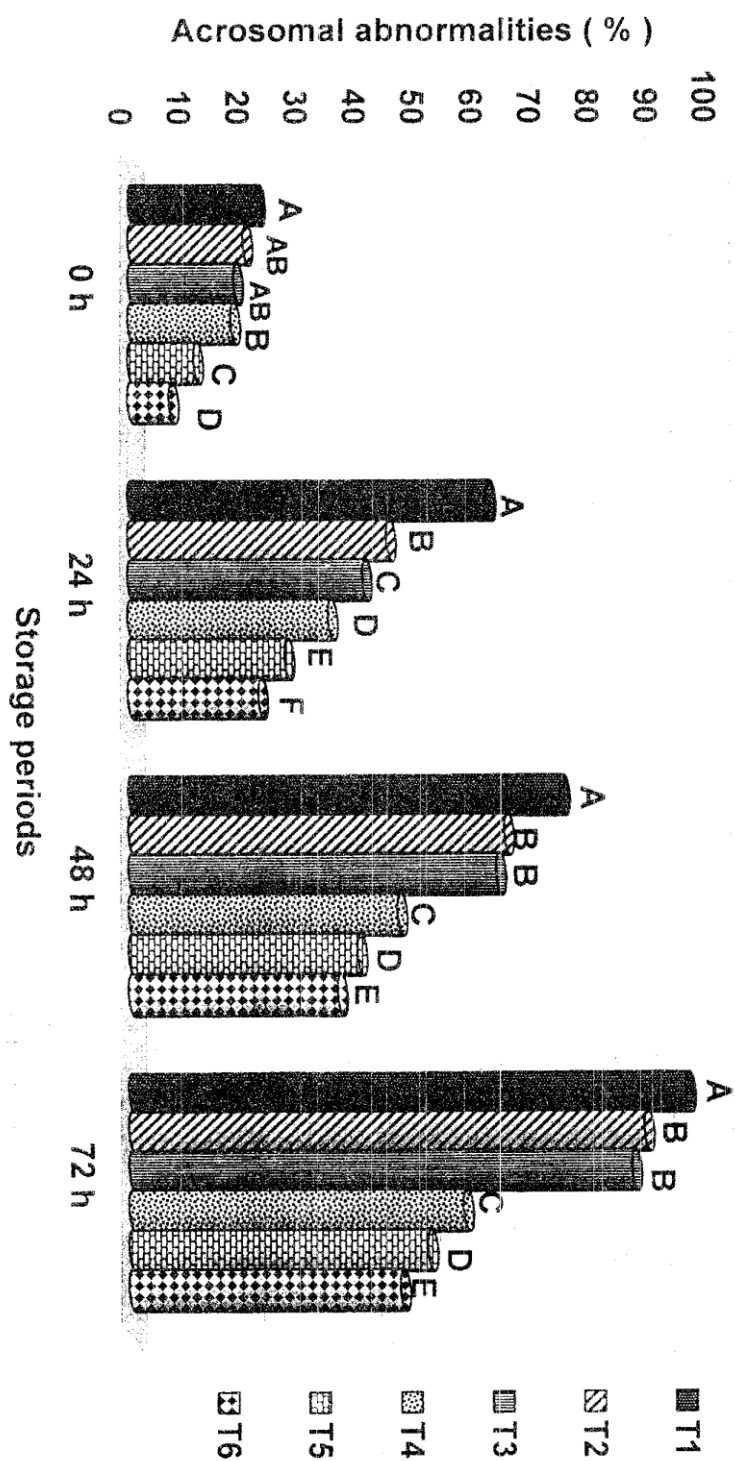 Acrosomal abnormalities ( % )
100
90
80
70
60
50
40
30
20
10
0
A
AB
AB
B
C
D
A
B
C
D
E
F
A
B
B
C
D
E
A
B
B
C
D
E
0 h
24 h
48 h
72 h
Storage periods
T1
T2
T3
T4
T5
T6